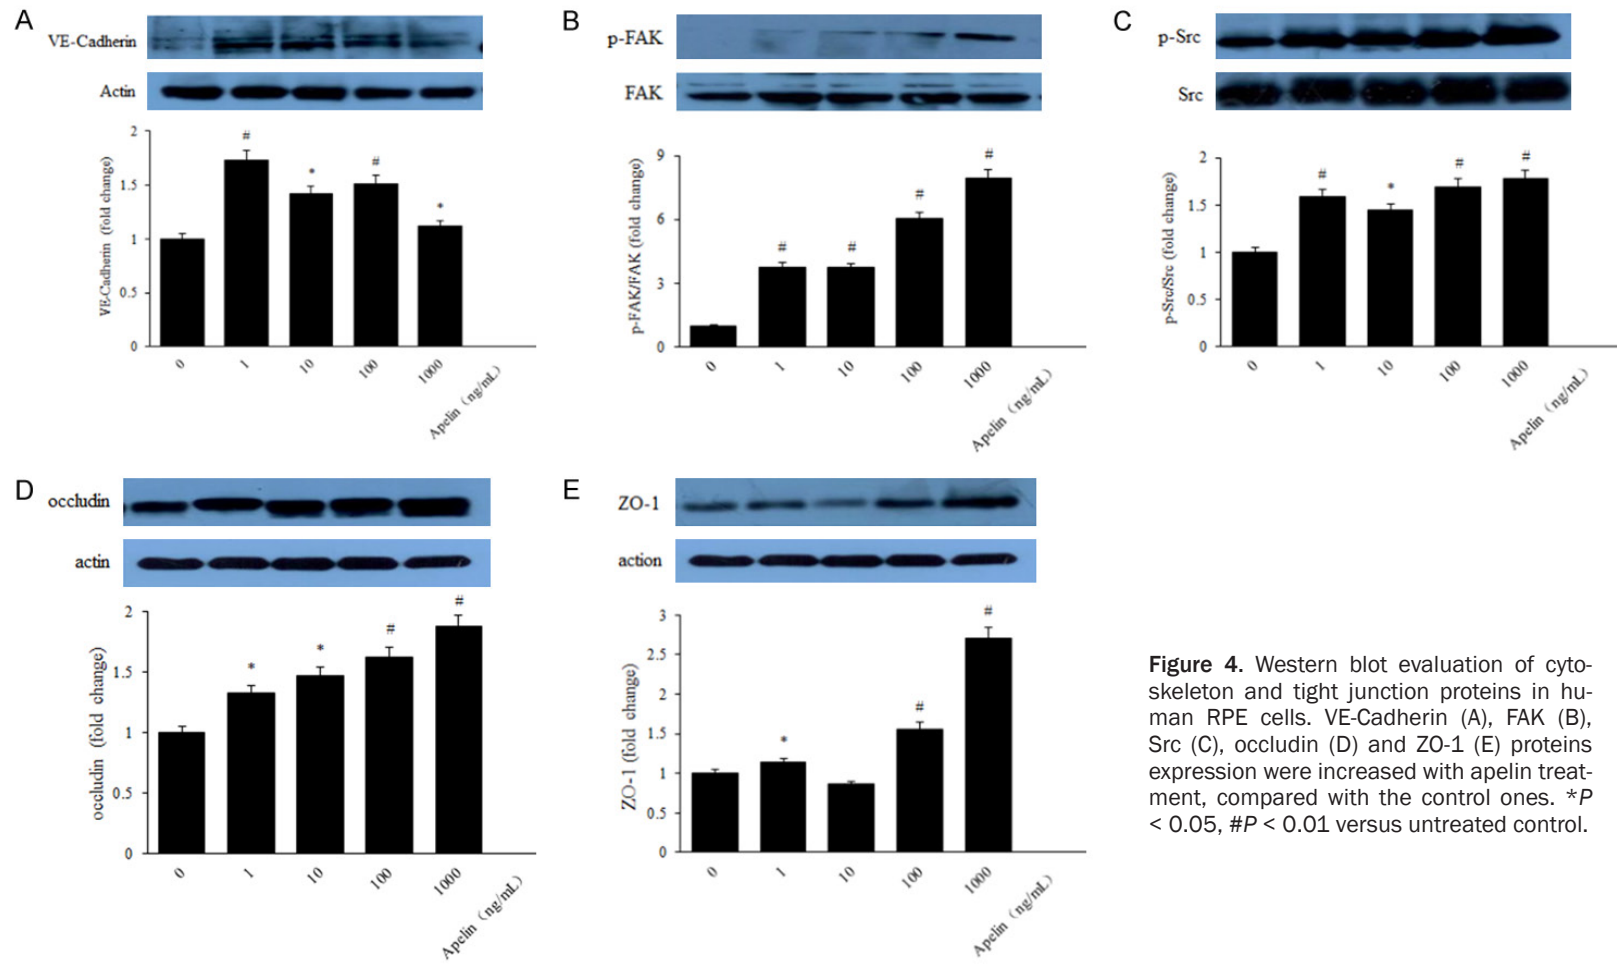 A
VE-Cadherin
Actin
VE-Cadherin (fold change)
2
1.5
1
0.5
0
#
*
#
*
0
1
10
100
1000
Apelin (ng/mL)
B
p-FAK
FAK
p-FAK/FAK (fold change)
9
6
3
0
#
#
#
#
0
1
10
100
1000
Apelin (ng/mL)
C
p-Src
Src
p-Src/Src (fold change)
2
1.5
1
0.5
0
#
*
#
#
0
1
10
100
1000
Apelin (ng/mL)
D
occludin
actin
occludin (fold change)
2
1.5
1
0.5
0
*
*
#
#
0
1
10
100
1000
Apelin (ng/mL)
E
ZO-1
action
ZO-1 (fold change)
3
2.5
2
1.5
1
0.5
0
*
#
#
0
1
10
100
1000
Apelin (ng/mL)
Figure 4. Western blot evaluation of cyto-
skeleton and tight junction proteins in hu-
man RPE cells. VE-Cadherin (A), FAK (B),
Src (C), occludin (D) and ZO-1 (E) proteins
expression were increased with apelin treat-
ment, compared with the control ones. *P
< 0.05, #P < 0.01 versus untreated control.